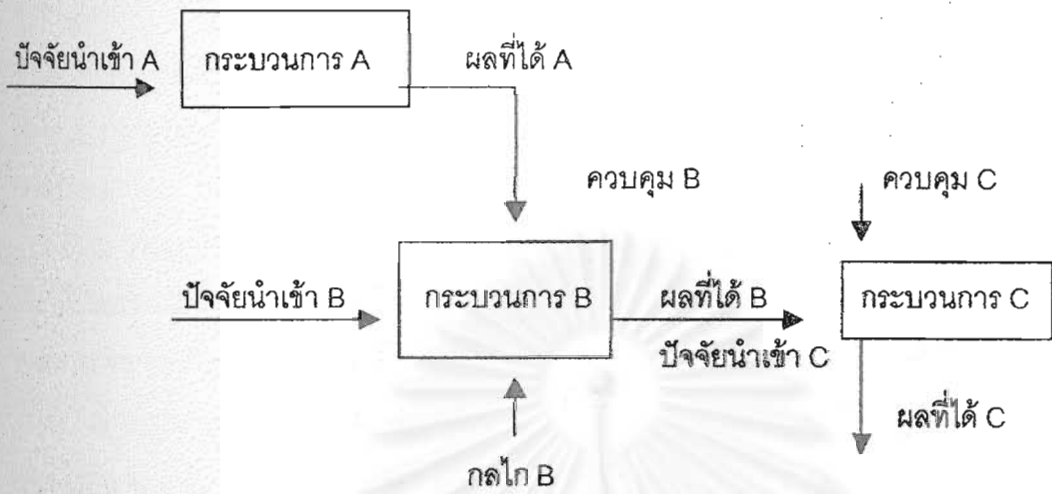 ปัจจัยนำเข้า A
กระบวนการ A
ผลที่ได้ A
ควบคุม B
ควบคุม C
ปัจจัยนำเข้า B
กระบวนการ B
ผลที่ได้ B
ปัจจัยนำเข้า C
กระบวนการ C
ผลที่ได้ C
กลไก B